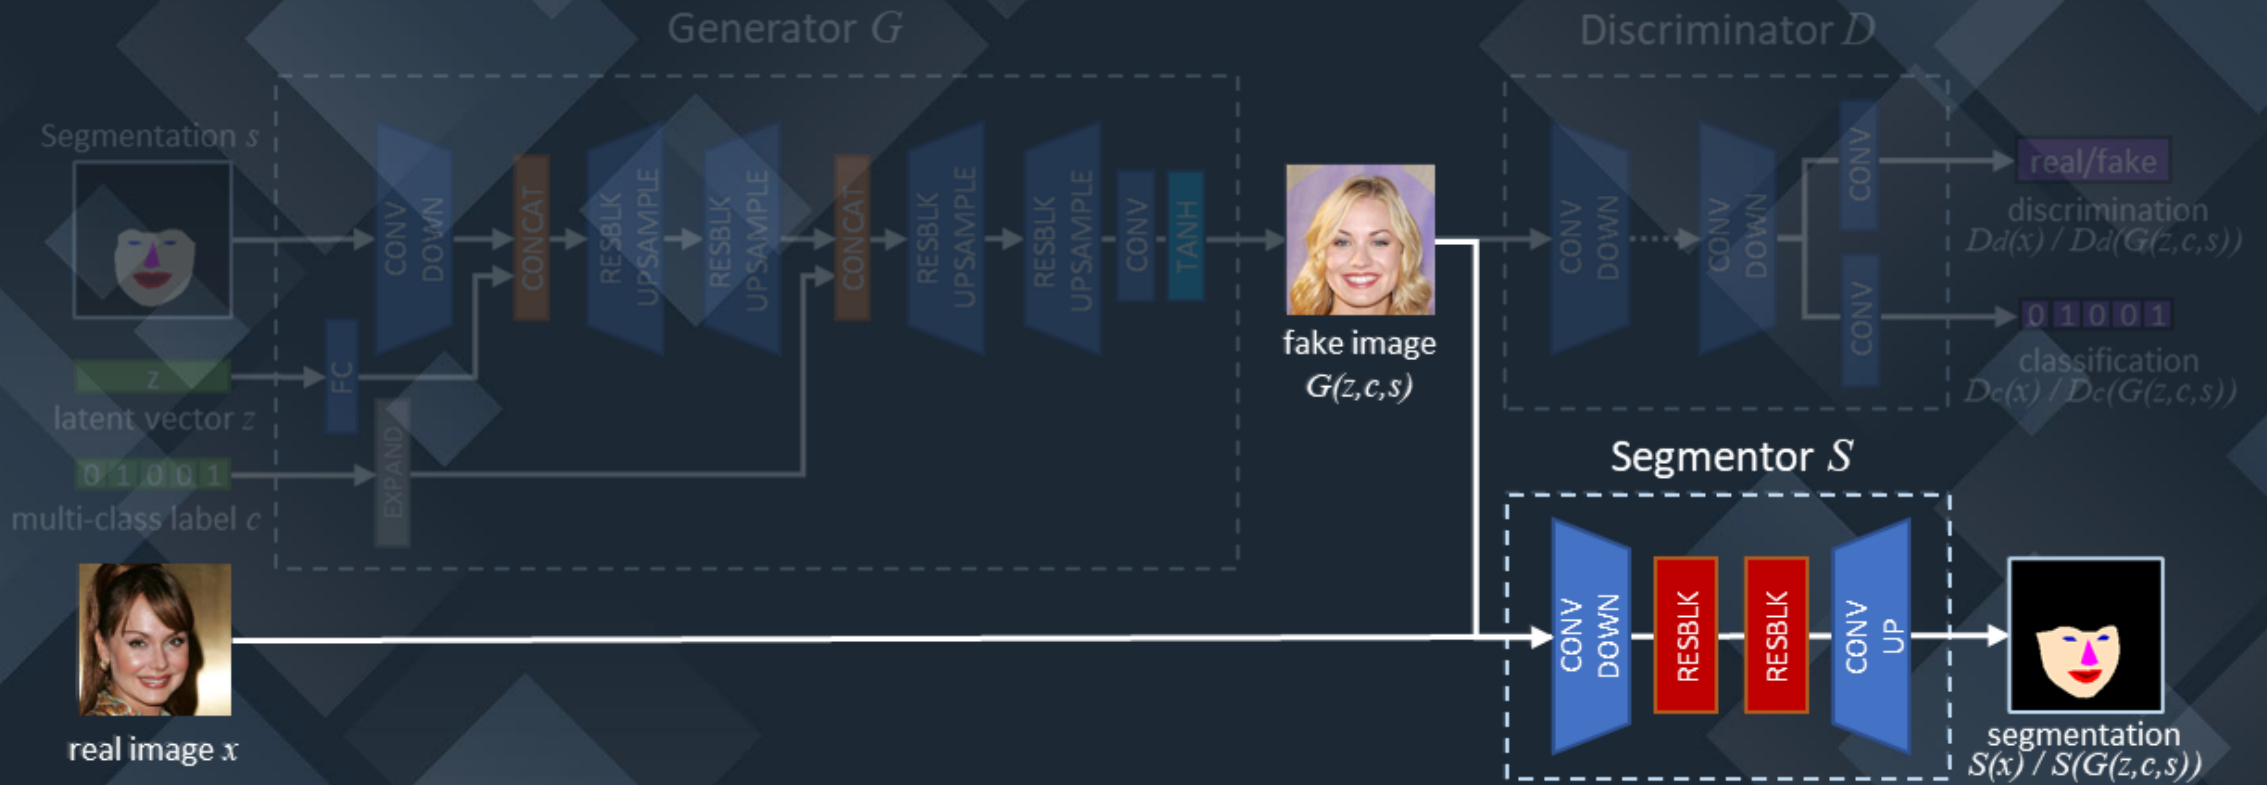 Generator G
Discriminator D
Segmentation s
CONV
DOWN
CONCAT
RESBLK
UPSAMPLE
RESBLK
UPSAMPLE
CONCAT
RESBLK
UPSAMPLE
RESBLK
UPSAMPLE
CONV
TANH
z
latent vector z
FC
0 1 0 0 1
multi-class label c
EXPAND
fake image
G(z,c,s)
CONV
DOWN
CONV
DOWN
CONV
CONV
real/fake
discrimination
Dd(x) / Dd(G(z,c,s))
0 1 0 0 1
classification
Dc(x) / Dc(G(z,c,s))
real image x
Segmentor S
CONV
DOWN
RESBLK
RESBLK
CONV
UP
segmentation
S(x) / S(G(z,c,s))